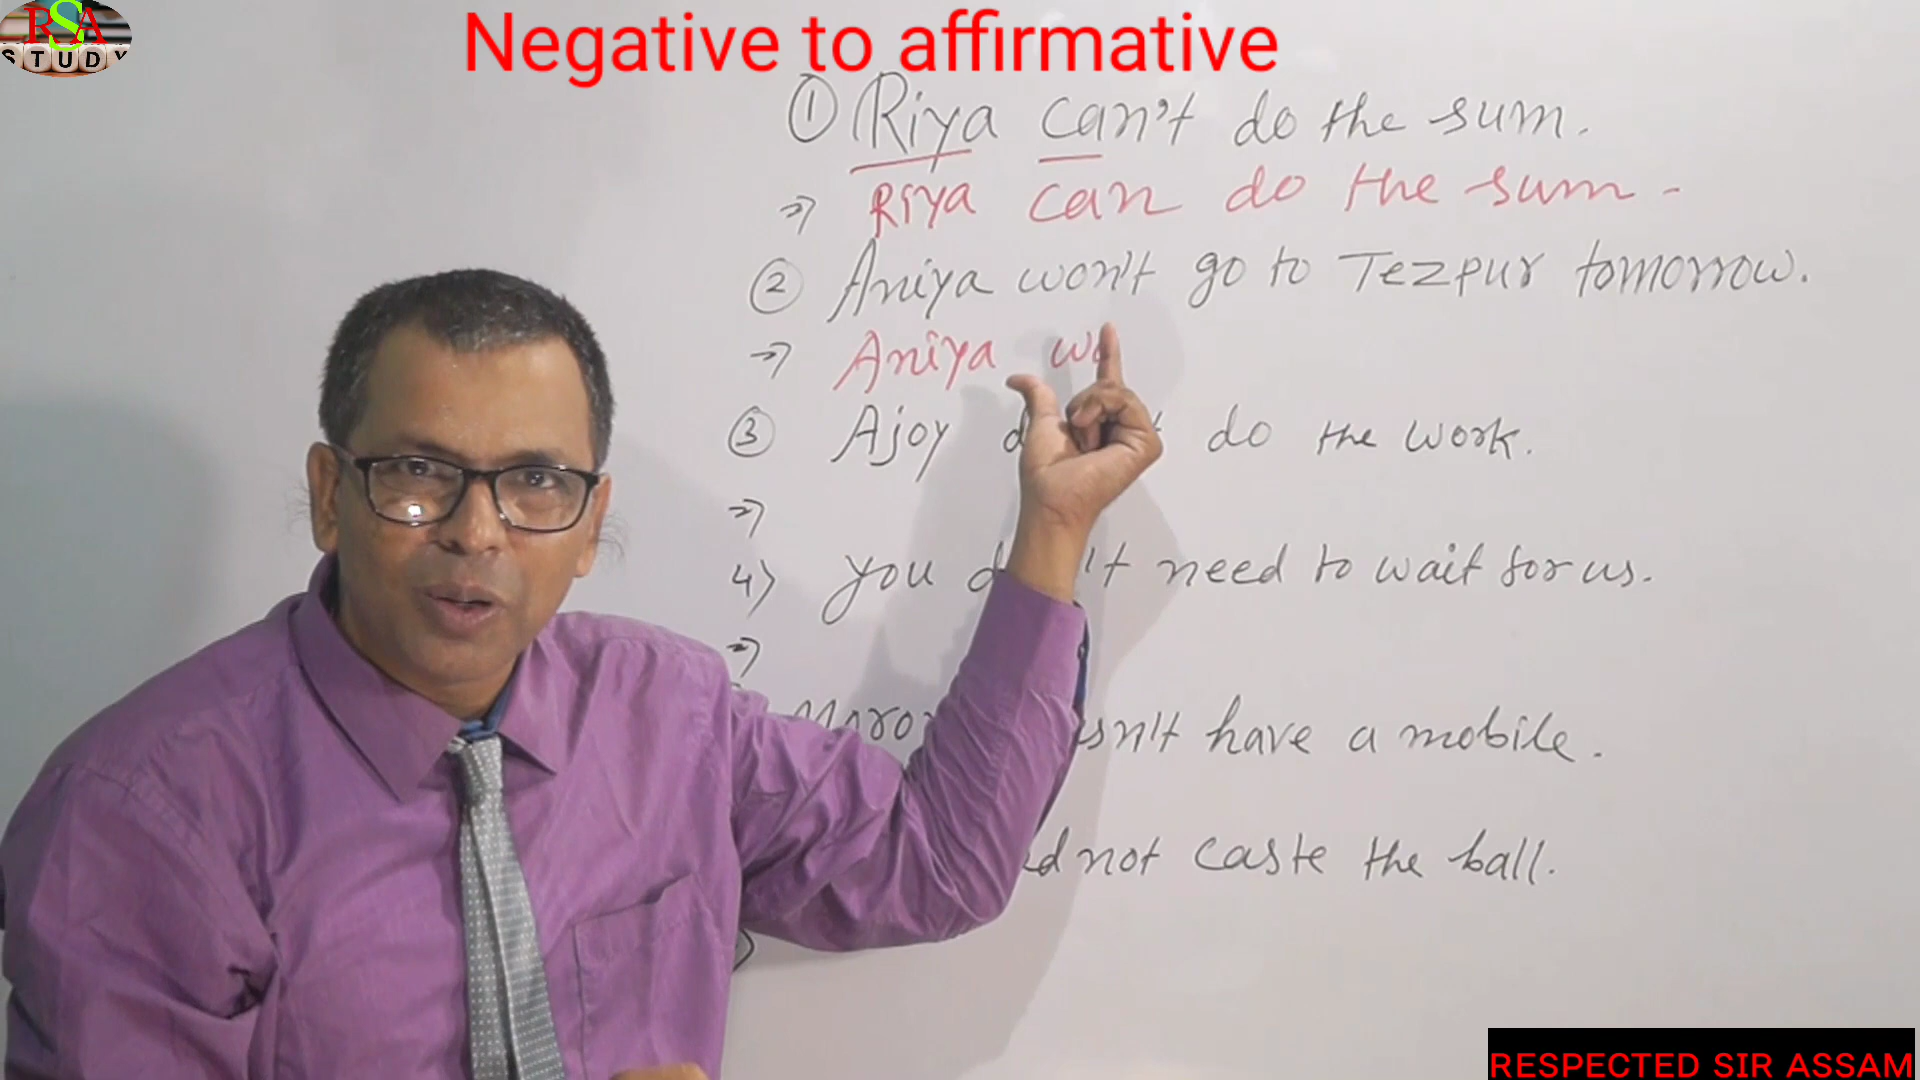 RSA
STUDY
Negative to affirmative
① Riya can't do the sum.
→ Riya can do the sum -
② Aniya won't go to Tezpur tomorrow.
→ Aniya
③ Ajoy do the work.
4) You need to wait for us.
have a mobile.
not caste the ball.
RESPECTED SIR ASSAM